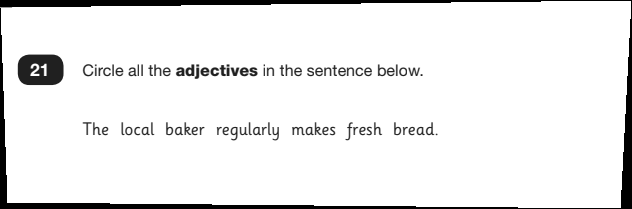 21 Circle all the adjectives in the sentence below.
The local baker regularly makes fresh bread.